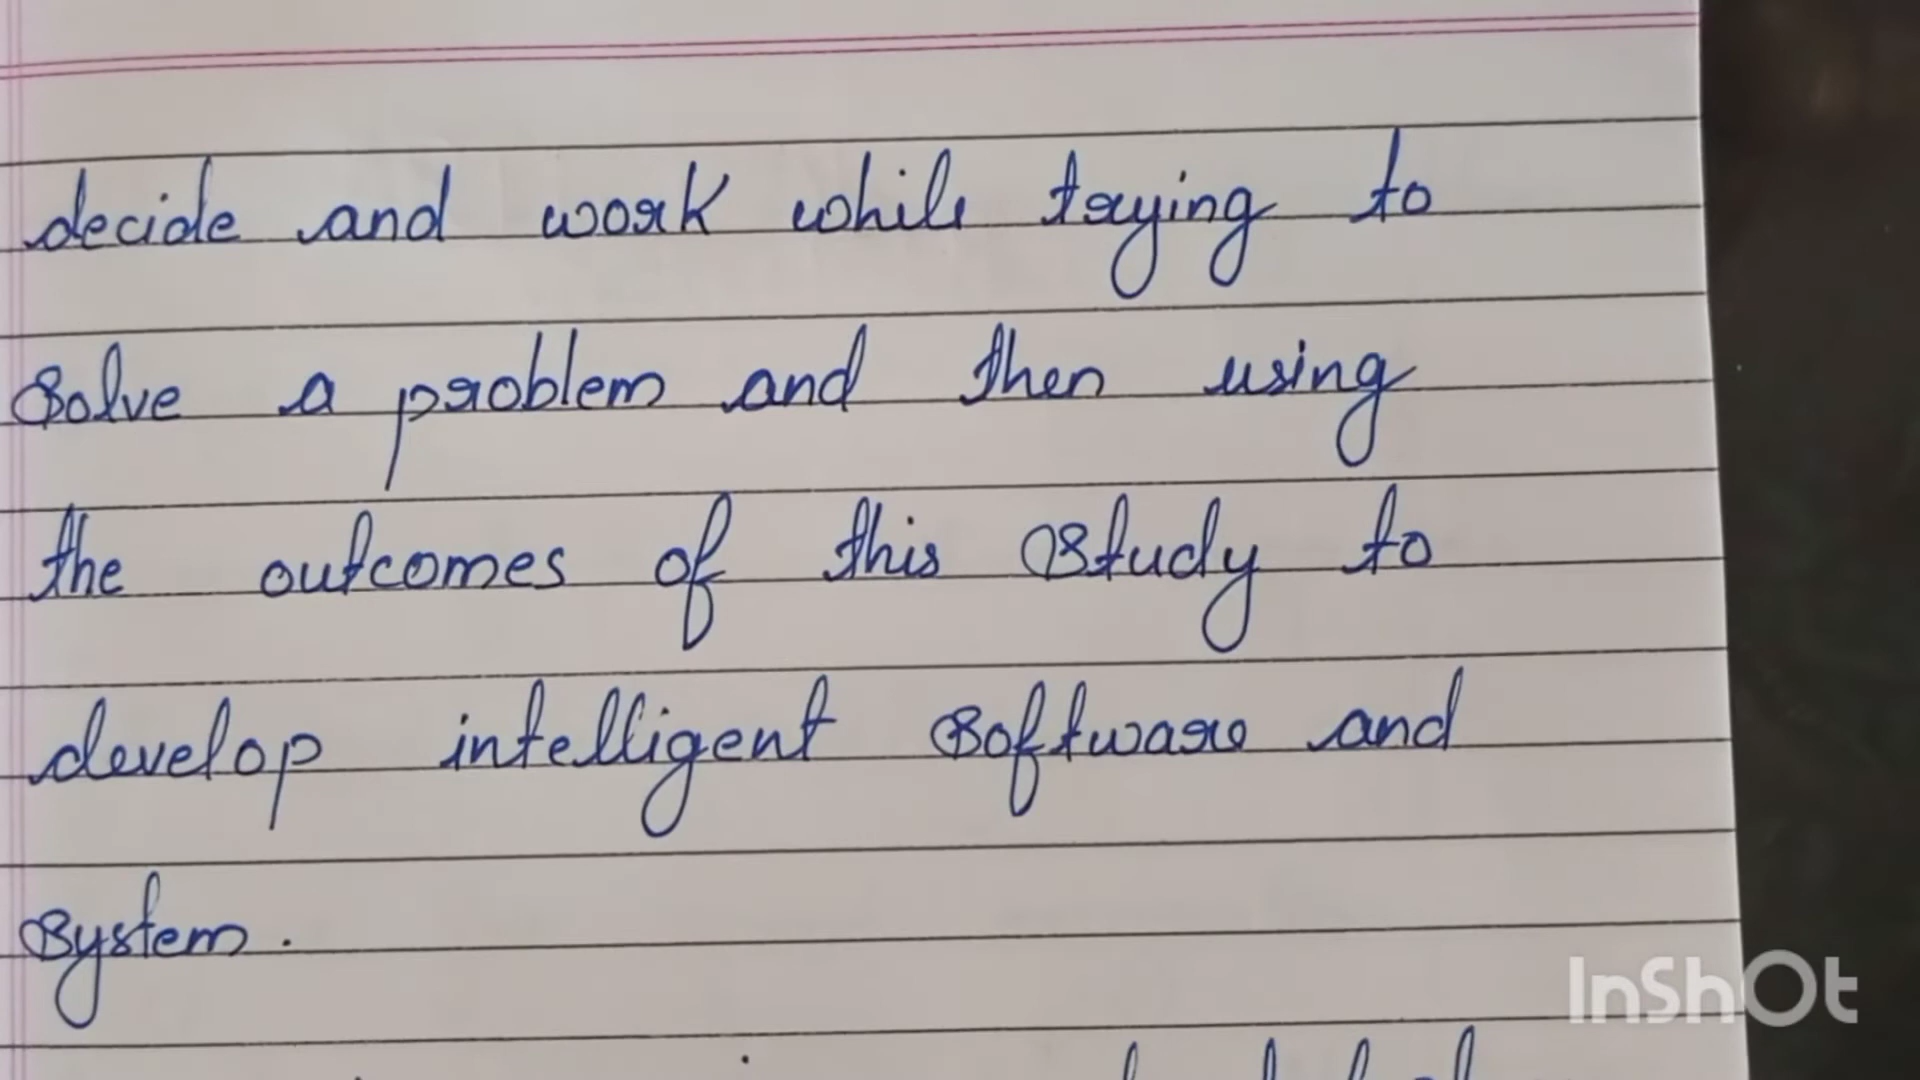 decide and work while trying to
solve a problem and then using
the outcomes of this study to
develop intelligent software and
system.
InShOt